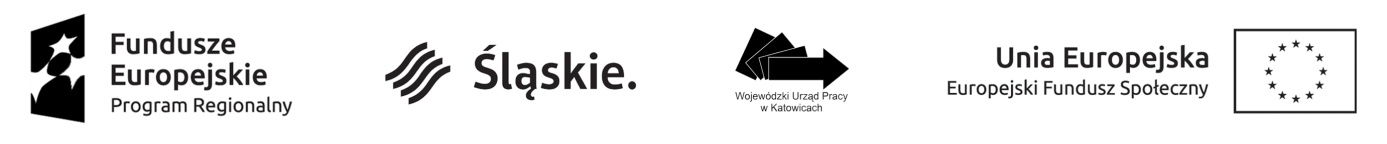 Fundusze
Europejskie
Program Regionalny
Śląskie.
Wojewódzki Urząd Pracy
w Katowicach
Unia Europejska
Europejski Fundusz Społeczny